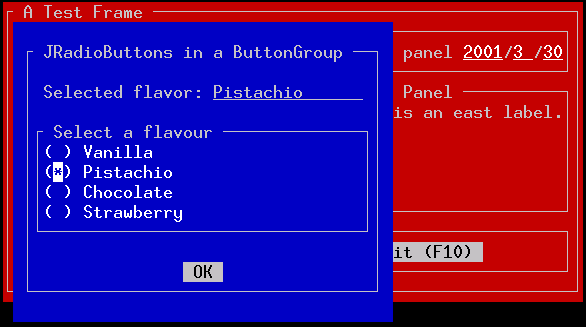 A Test Frame
JRadioButtons in a ButtonGroup
panel 2001/3 /30
Selected flavor: Pistachio
Panel
is an east label.
Select a flavour
( ) Vanilla
(*) Pistachio
( ) Chocolate
( ) Strawberry
it (F10)
OK